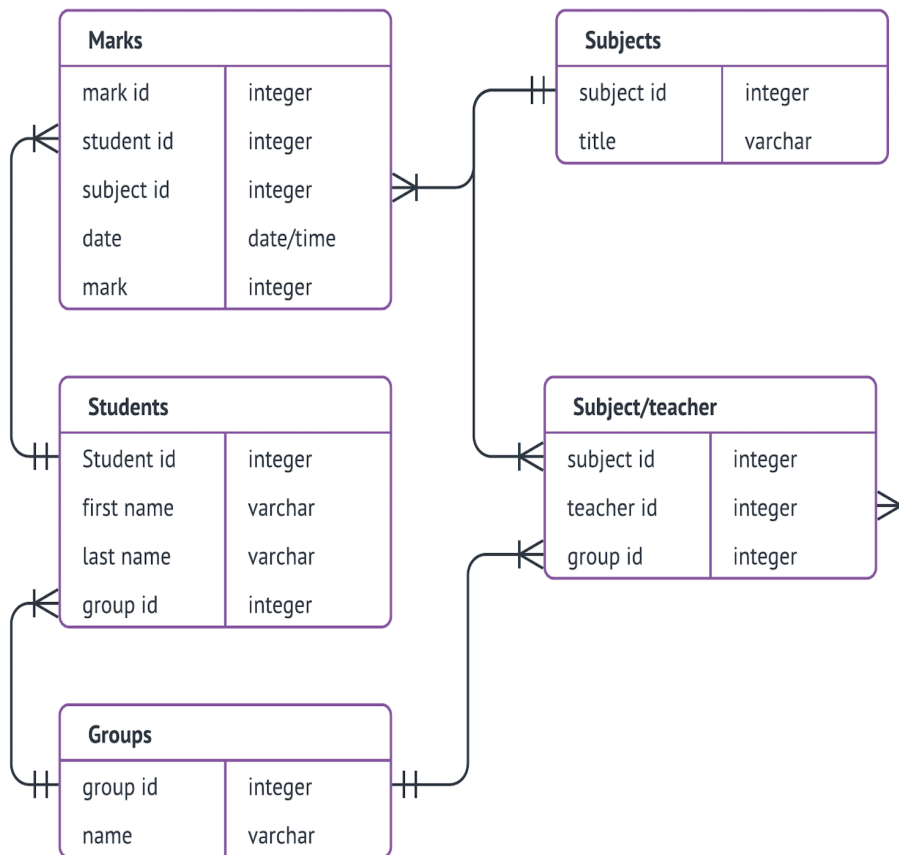 Marks
mark id integer
student id integer
subject id integer
date date/time
mark integer
Subjects
subject id integer
title varchar
Students
Student id integer
first name varchar
last name varchar
group id integer
Subject/teacher
subject id integer
teacher id integer
group id integer
Groups
group id integer
name varchar